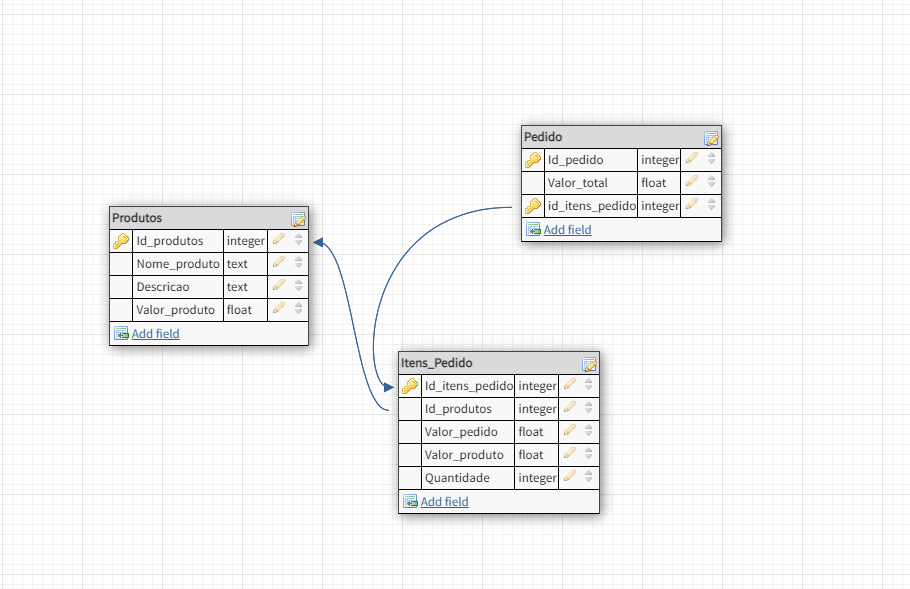 Pedido
Id_pedido integer
Valor_total float
id_itens_pedido integer
Add field
Produtos
Id_produtos integer
Nome_produto text
Descricao text
Valor_produto float
Add field
Itens_Pedido
Id_itens_pedido integer
Id_produtos integer
Valor_pedido float
Valor_produto float
Quantidade integer
Add field